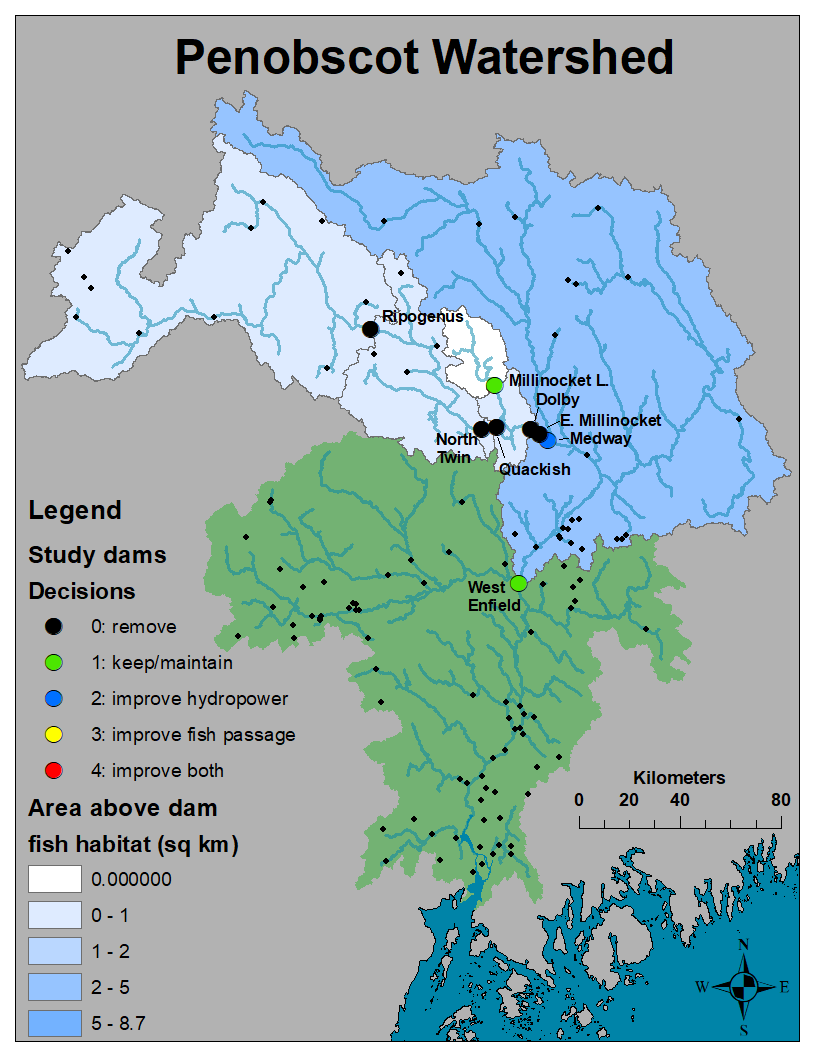 Penobscot Watershed
Ripogenus
Millinocket L.
Dolby
E. Millinocket
Medway
North
Twin
Quackish
West
Enfield
Legend
Study dams
Decisions
0: remove
1: keep/maintain
2: improve hydropower
3: improve fish passage
4: improve both
Area above dam
fish habitat (sq km)
0.000000
0 - 1
1 - 2
2 - 5
5 - 8.7
Kilometers
0 20 40 80
N
W E
S